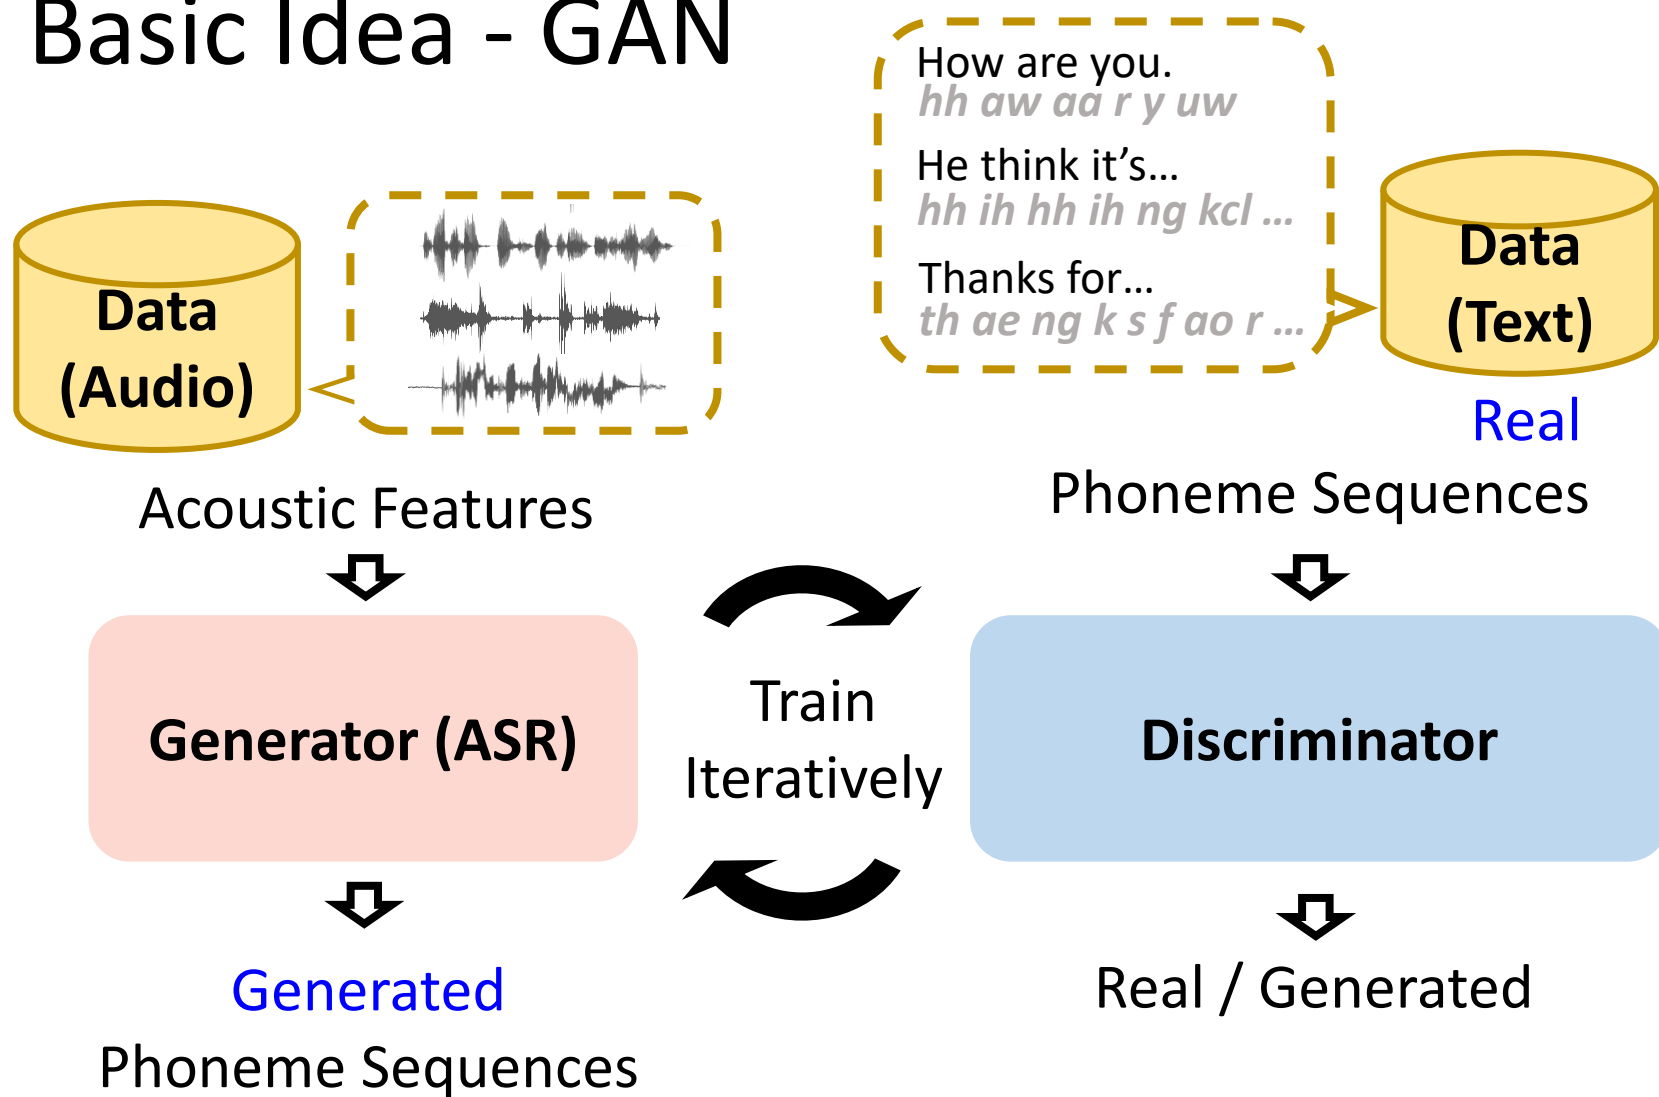 Basic Idea - GAN
How are you.
hh aw aa r y uw
He think it's...
hh ih hh ih ng kcl ...
Thanks for...
th ae ng k s f ao r ...
Data
(Audio)
Data
(Text)
Real
Acoustic Features
Phoneme Sequences
Generator (ASR)
Train
Iteratively
Discriminator
Generated
Phoneme Sequences
Real / Generated